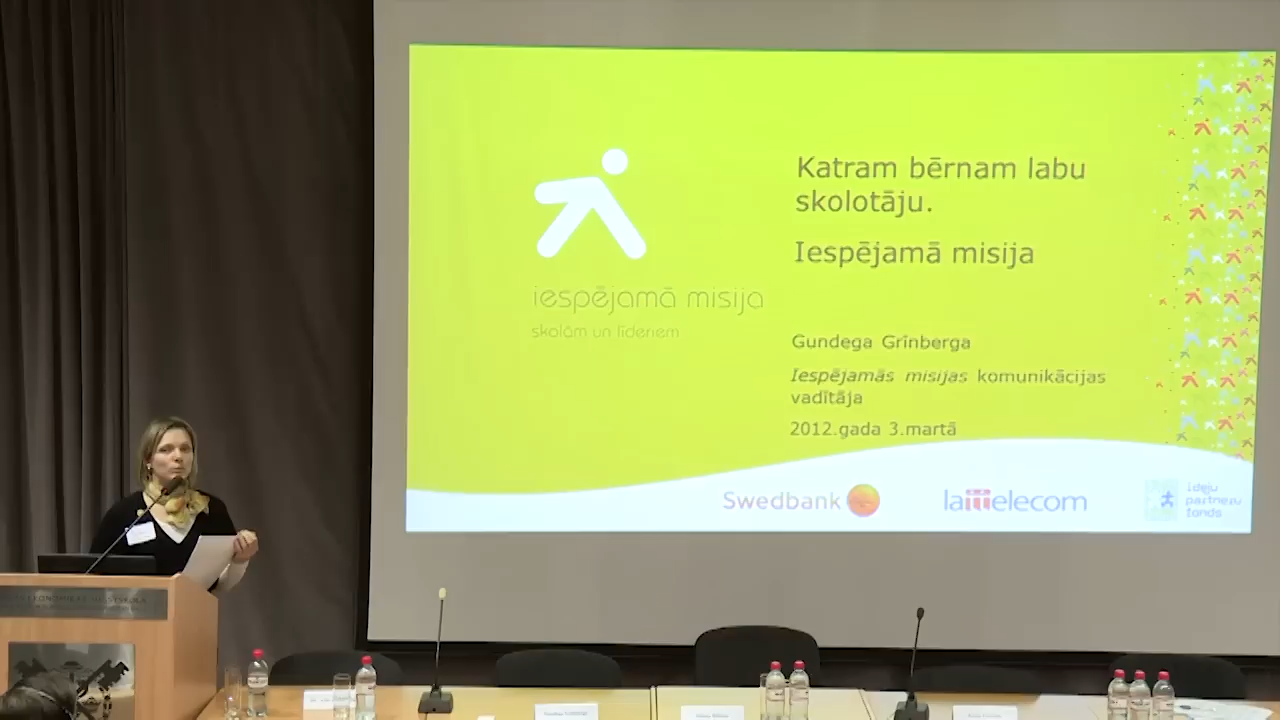 Katram bērnam labu
skolotāju.
Iespējamā misija
iespējamā misija
skolām un līderiem
Gundega Grīnberga
Iespējamās misijas komunikācijas
vadītāja
2012.gada 3.martā
Swedbank
lattelecom
ideju
partneru
fonds